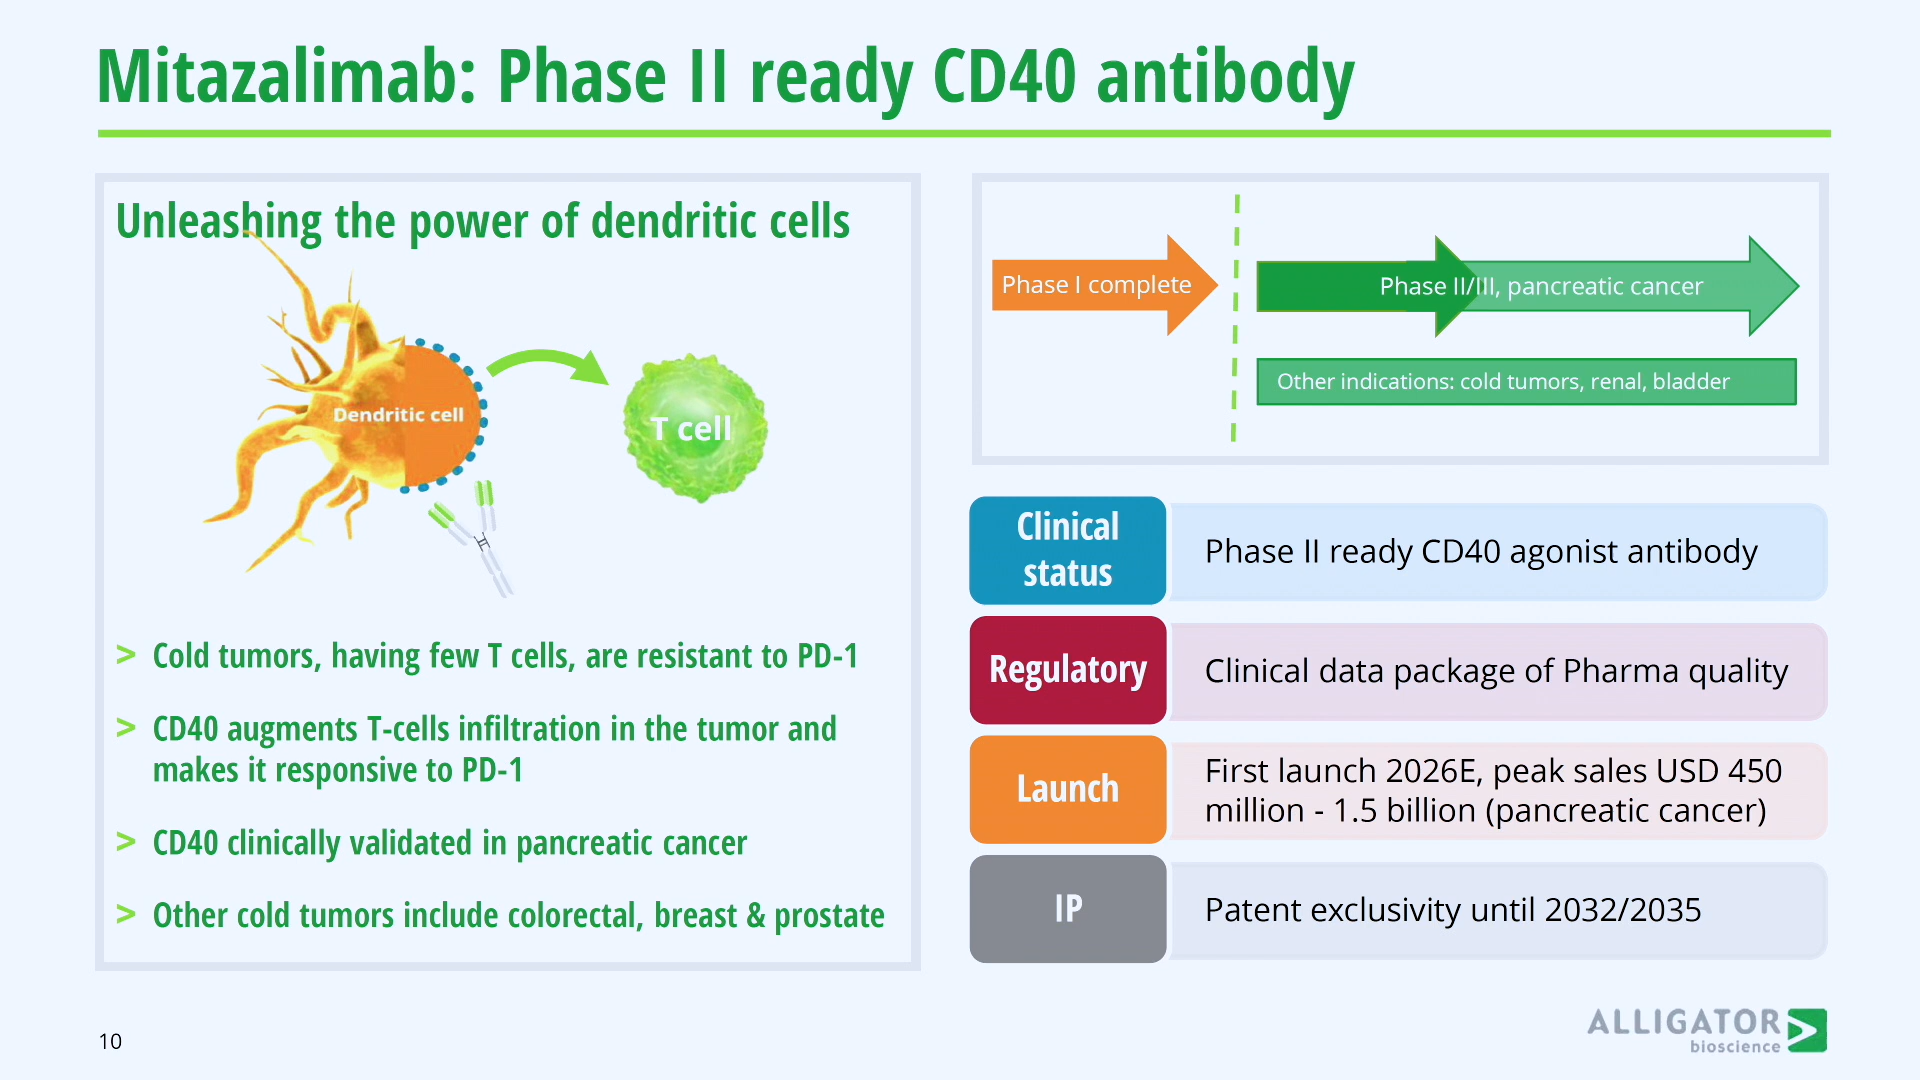 Mitazalimab: Phase II ready CD40 antibody
Unleashing the power of dendritic cells
Dendritic cell
T cell
> Cold tumors, having few T cells, are resistant to PD-1
> CD40 augments T-cells infiltration in the tumor and
makes it responsive to PD-1
> CD40 clinically validated in pancreatic cancer
> Other cold tumors include colorectal, breast & prostate
Phase I complete
Phase II/III, pancreatic cancer
Other indications: cold tumors, renal, bladder
Clinical
status
Phase II ready CD40 agonist antibody
Regulatory
Clinical data package of Pharma quality
Launch
First launch 2026E, peak sales USD 450
million - 1.5 billion (pancreatic cancer)
IP
Patent exclusivity until 2032/2035
10
ALLIGATOR
bioscience